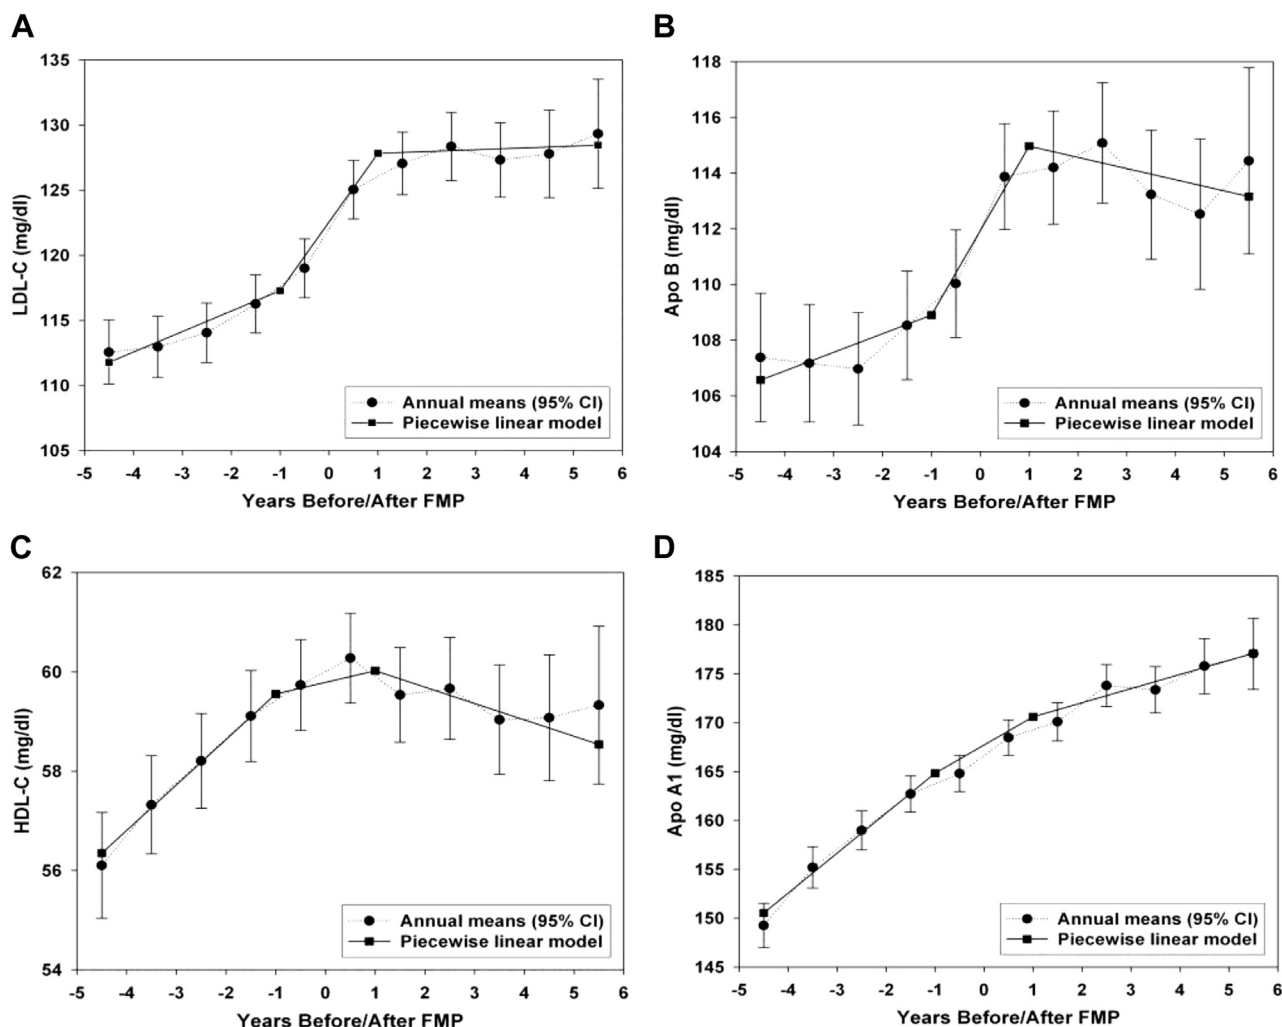 A
135
130
125
120
115
110
105
LDL-C (mg/dl)
Annual means (95% CI)
Piecewise linear model
-5 -4 -3 -2 -1 0 1 2 3 4 5 6
Years Before/After FMP
B
118
116
114
112
110
108
106
104
Apo B (mg/dl)
Annual means (95% CI)
Piecewise linear model
-5 -4 -3 -2 -1 0 1 2 3 4 5 6
Years Before/After FMP
C
62
60
58
56
54
HDL-C (mg/dl)
Annual means (95% CI)
Piecewise linear model
-5 -4 -3 -2 -1 0 1 2 3 4 5 6
Years Before/After FMP
D
185
180
175
170
165
160
155
150
145
Apo A1 (mg/dl)
Annual means (95% CI)
Piecewise linear model
-5 -4 -3 -2 -1 0 1 2 3 4 5 6
Years Before/After FMP